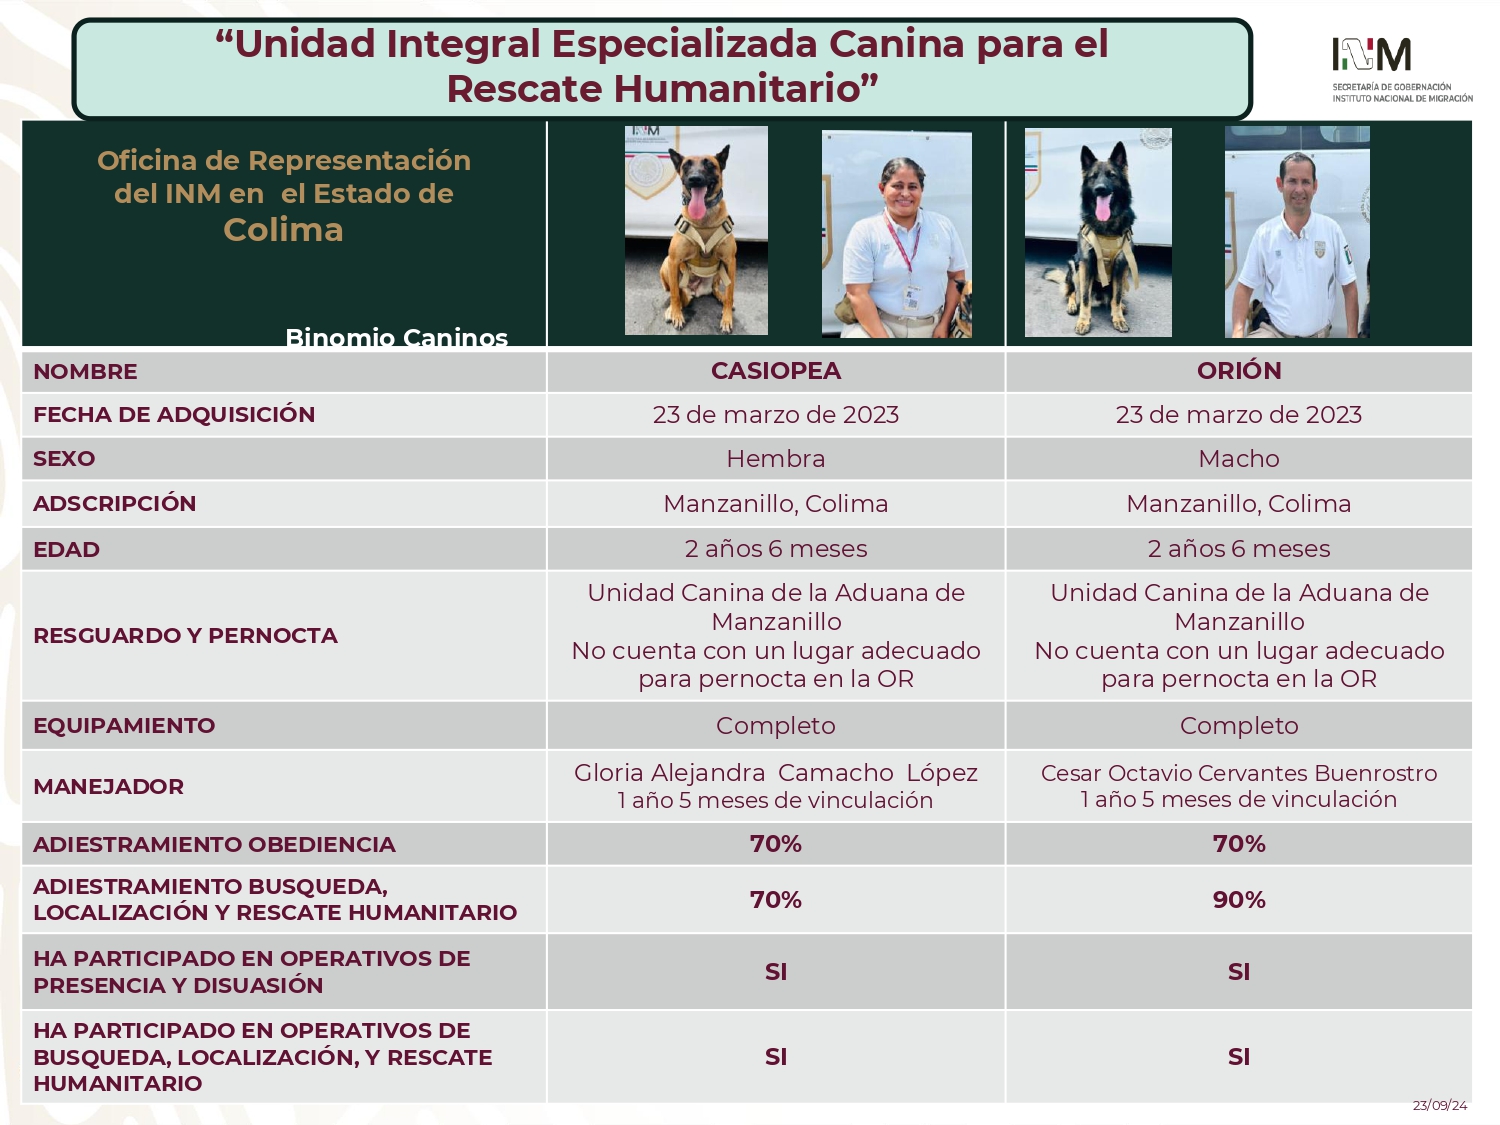 “Unidad Integral Especializada Canina para el
Rescate Humanitario”
INM
SECRETARÍA DE GOBERNACIÓN
INSTITUTO NACIONAL DE MIGRACIÓN
Oficina de Representación
del INM en  el Estado de
Colima
Binomio Caninos
NOMBRE
CASIOPEA
ORIÓN
FECHA DE ADQUISICIÓN
23 de marzo de 2023
23 de marzo de 2023
SEXO
Hembra
Macho
ADSCRIPCIÓN
Manzanillo, Colima
Manzanillo, Colima
EDAD
2 años 6 meses
2 años 6 meses
RESGUARDO Y PERNOCTA
Unidad Canina de la Aduana de
Manzanillo
No cuenta con un lugar adecuado
para pernocta en la OR
Unidad Canina de la Aduana de
Manzanillo
No cuenta con un lugar adecuado
para pernocta en la OR
EQUIPAMIENTO
Completo
Completo
MANEJADOR
Gloria Alejandra  Camacho  López
1 año 5 meses de vinculación
Cesar Octavio Cervantes Buenrostro
1 año 5 meses de vinculación
ADIESTRAMIENTO OBEDIENCIA
70%
70%
ADIESTRAMIENTO BUSQUEDA,
LOCALIZACIÓN Y RESCATE HUMANITARIO
70%
90%
HA PARTICIPADO EN OPERATIVOS DE
PRESENCIA Y DISUASIÓN
SI
SI
HA PARTICIPADO EN OPERATIVOS DE
BUSQUEDA, LOCALIZACIÓN, Y RESCATE
HUMANITARIO
SI
SI
23/09/24